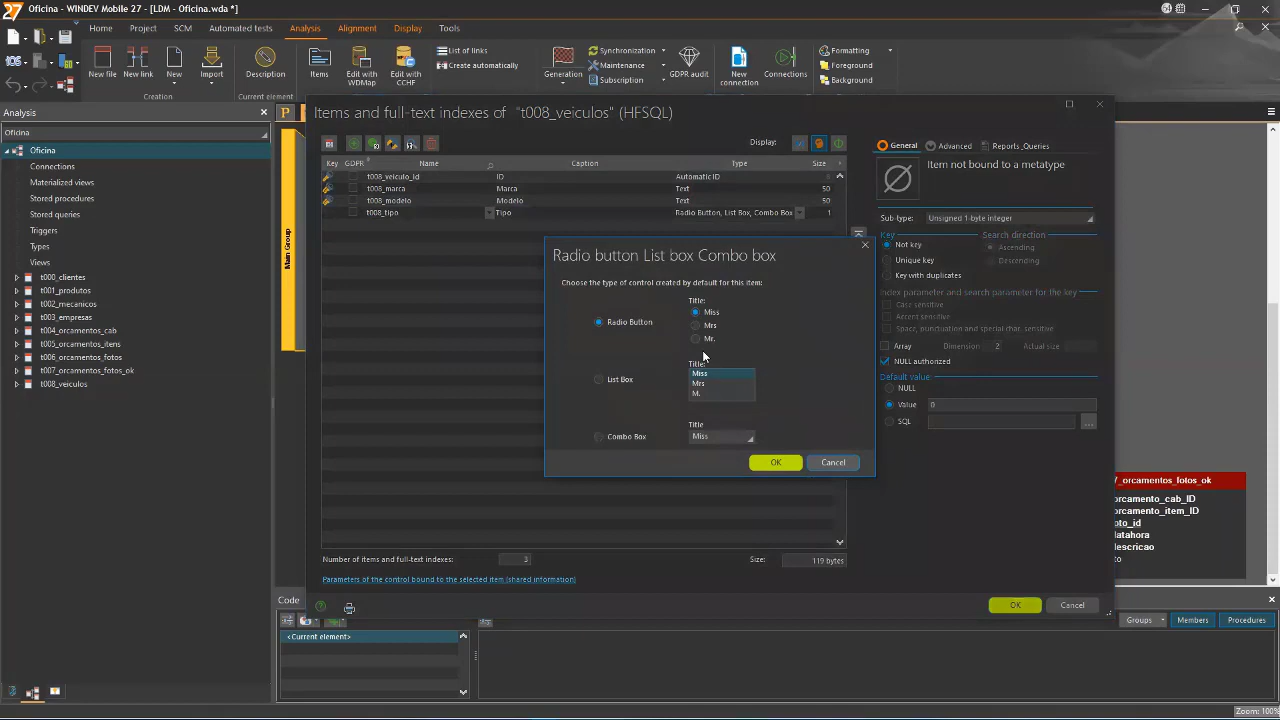 27 Oficina - WINDEV Mobile 27 - [LDM - Oficina.wda *]
Home Project SCM Automated tests Analysis Alignment Display Tools
New file New link New Import
Creation
Description
Current element
Items Edit with WDMap Edit with CCHF
List of links
Create automatically
Generation
Synchronization
Maintenance
Subscription
GDPR audit
New connection
Connections
Formatting
Foreground
Background
Analysis
Oficina
Oficina
Connections
Materialized views
Stored procedures
Stored queries
Triggers
Types
Views
t000_clientes
t001_produtos
t002_mecanicos
t003_empresas
t004_orcamentos_cab
t005_orcamentos_itens
t006_orcamentos_fotos
t007_orcamentos_fotos_ok
t008_veiculos
P
Main Group
Items and full-text indexes of "t008_veiculos" (HFSQL)
Display:
Key GDPR Name Caption Type Size
t008_veiculo_id ID Automatic ID 8
t008_marca Marca Text 50
t008_modelo Modelo Text 50
t008_tipo Tipo Radio Button, List Box, Combo Box 1
Number of items and full-text indexes: 3
Size: 119 bytes
Parameters of the control bound to the selected item (shared information)
General Advanced Reports_Queries
Item not bound to a metatype
Sub-type: Unsigned 1-byte integer
Key
Not key
Unique key
Key with duplicates
Search direction
Ascending
Descending
Index parameter and search parameter for the key
Case sensitive
Accent sensitive
Space, punctuation and special char. sensitive
Array Dimension 2 Actual size
NULL authorized
Default value
NULL
Value 0
SQL
...
OK Cancel
Radio button List box Combo box
Choose the type of control created by default for this item:
Radio Button
Title:
Miss
Mrs
Mr.
List Box
Title:
Miss
Mrs
M.
Combo Box
Title
Miss
OK Cancel
_orcamentos_fotos_ok
orcamento_cab_ID
orcamento_item_ID
oto_id
datahora
descricao
to
Code
<Current element>
Groups Members Procedures
Zoom: 100%